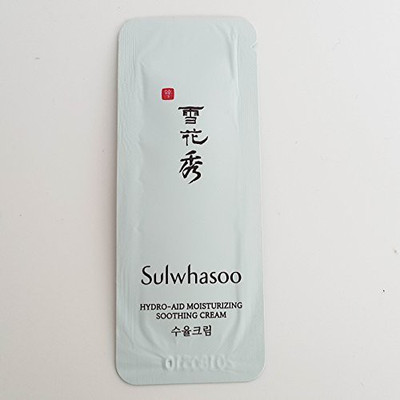 雪花秀
Sulwhasoo
HYDRO-AID MOISTURIZING
SOOTHING CREAM
수율크림